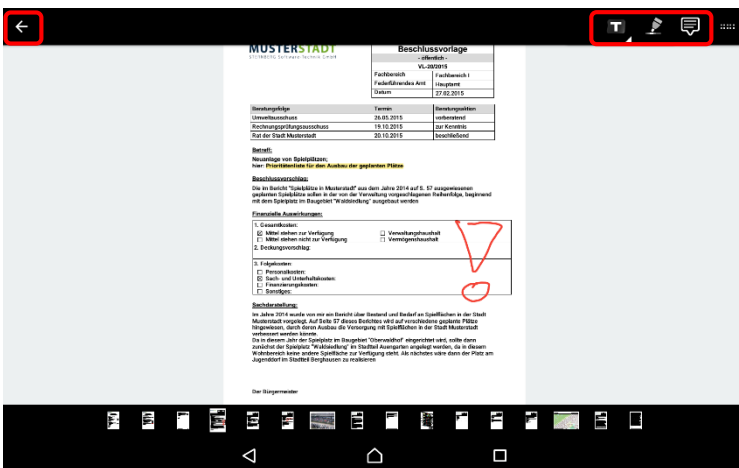 T
MUSTERSTADT
STERNBERG Software Technik GmbH
Beschlussvorlage
- öffentlich -
VL-20/2015
Fachbereich Fachbereich I
Federführendes Amt Hauptamt
Datum 27.02.2015
Beratungsfolge Termin Beratungsaktion
Umweltausschuss 26.05.2015 vorberatend
Rechnungsprüfungsausschuss 19.10.2015 zur Kenntnis
Rat der Stadt Musterstadt 20.10.2015 beschließend
Betreff:
Neuanlage von Spielplätzen;
hier: Prioritätenliste für den Ausbau der geplanten Plätze
Beschlussvorschlag:
Die im Bericht "Spielplätze in Musterstadt" aus dem Jahre 2014 auf S. 57 ausgewiesenen
geplanten Spielplätze sollen in der von der Verwaltung vorgeschlagenen Reihenfolge, beginnend
mit dem Spielplatz im Baugebiet "Waldsiedlung" ausgebaut werden
Finanzielle Auswirkungen:
1. Gesamtkosten:
Mittel stehen zur Verfügung Verwaltungshaushalt
Mittel stehen nicht zur Verfügung Vermögenshaushalt
2. Deckungsvorschlag:
3. Folgekosten:
Personalkosten:
Sach- und Unterhaltskosten:
Finanzierungskosten:
Sonstiges:
!
Sachdarstellung:
Im Jahre 2014 wurde von mir ein Bericht über Bestand und Bedarf an Spielflächen in der Stadt
Musterstadt vorgelegt. Auf Seite 57 dieses Berichtes wird auf verschiedene geplante Plätze
hingewiesen, durch deren Ausbau die Versorgung mit Spielflächen in der Stadt Musterstadt
verbessert werden könnte.
Da in diesem Jahr der Spielplatz im Baugebiet "Oberwaldhof" eingerichtet wird, sollte dann
zunächst der Spielplatz "Waldsiedlung" im Stadtteil Auengarten angelegt werden, da in diesem
Wohnbereich keine andere Spielfläche zur Verfügung steht. Als nächstes wäre dann der Platz am
Jugenddorf im Stadtteil Berghausen zu realisieren
Der Bürgermeister